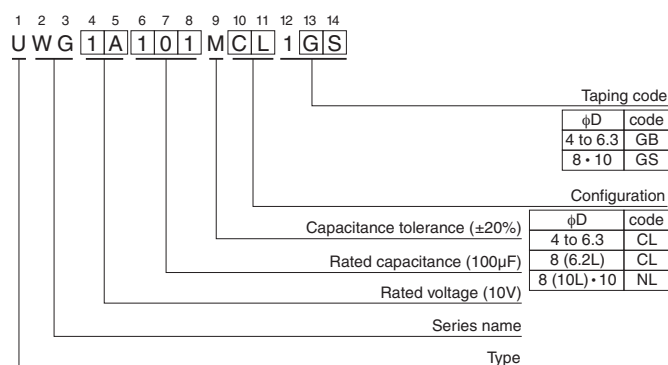 1 2 3 4 5 6 7 8 9 10 11 12 13 14
U W G 1 A 1 0 1 M C L 1 G S
Taping code
ϕD code
4 to 6.3 GB
8 • 10 GS
Configuration
ϕD code
4 to 6.3 CL
8 (6.2L) CL
8 (10L) • 10 NL
Capacitance tolerance (±20%)
Rated capacitance (100µF)
Rated voltage (10V)
Series name
Type